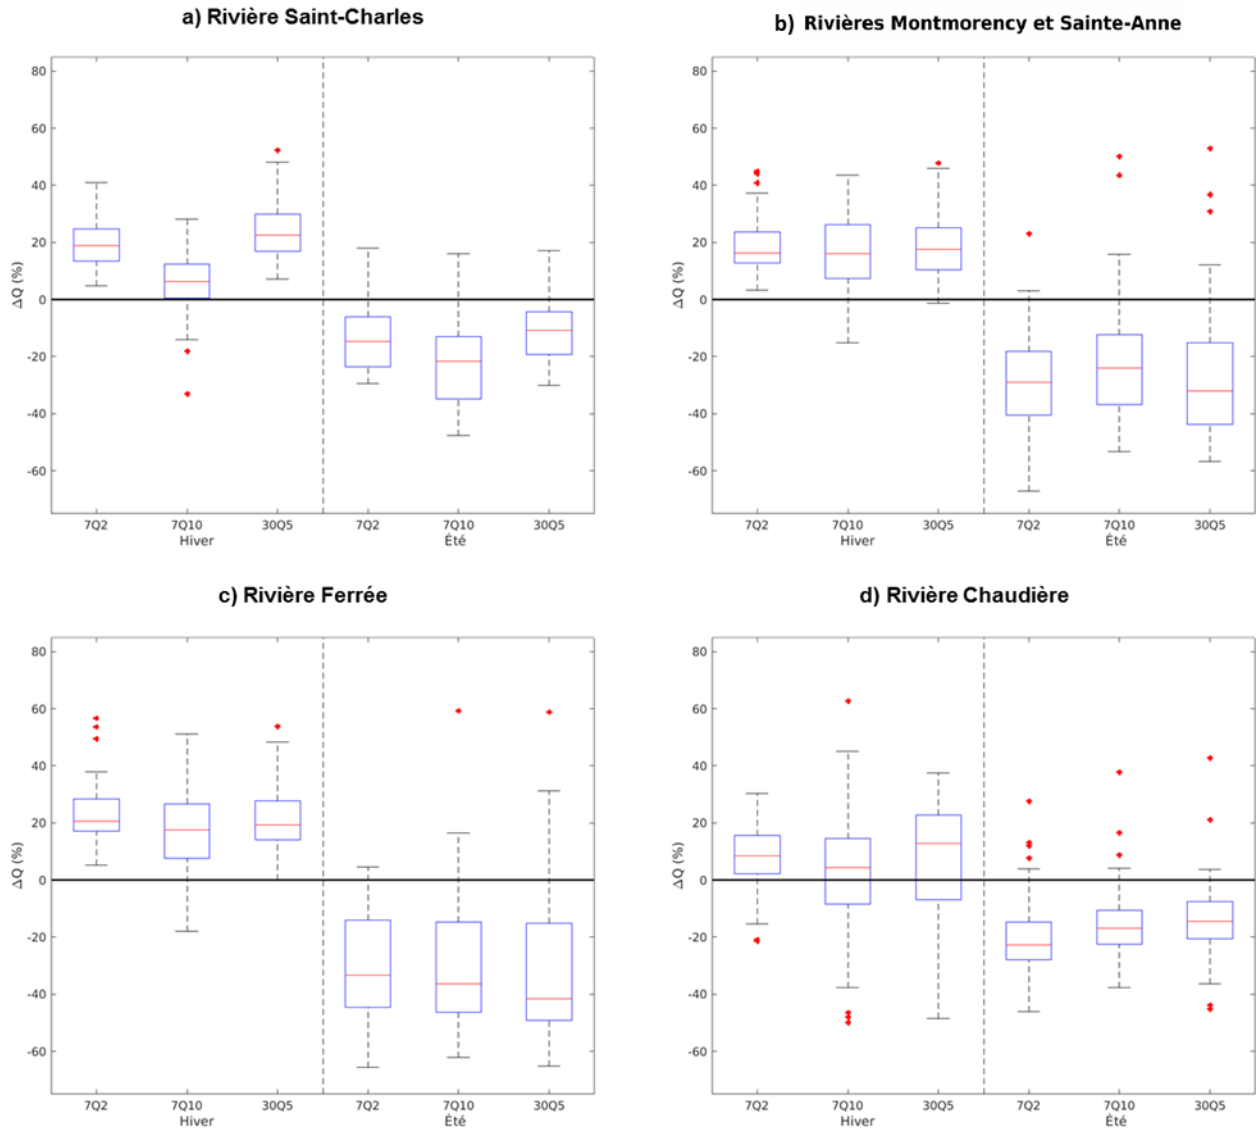 a) Rivière Saint-Charles
80
60
40
20
0
-20
-40
-60
ΔQ (%)
7Q2 7Q10 30Q5 7Q2 7Q10 30Q5
Hiver Été
b) Rivières Montmorency et Sainte-Anne
80
60
40
20
0
-20
-40
-60
ΔQ (%)
7Q2 7Q10 30Q5 7Q2 7Q10 30Q5
Hiver Été
c) Rivière Ferrée
80
60
40
20
0
-20
-40
-60
ΔQ (%)
7Q2 7Q10 30Q5 7Q2 7Q10 30Q5
Hiver Été
d) Rivière Chaudière
80
60
40
20
0
-20
-40
-60
ΔQ (%)
7Q2 7Q10 30Q5 7Q2 7Q10 30Q5
Hiver Été